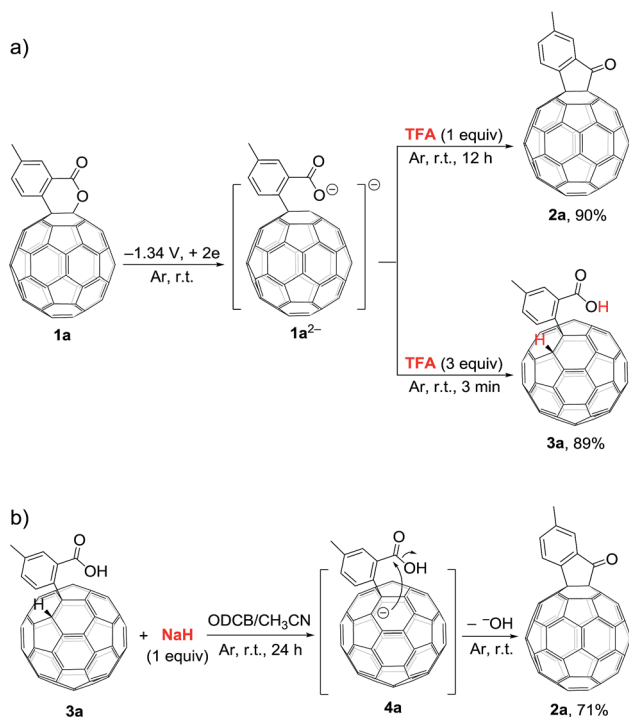 a)
O
O
1a
–1.34 V, + 2e
Ar, r.t.
O
O
⊖
⊖
1a2–
TFA (1 equiv)
Ar, r.t., 12 h
O
2a, 90%
TFA (3 equiv)
Ar, r.t., 3 min
O
OH
H
3a, 89%
b)
O
OH
H
3a
+ NaH
(1 equiv)
ODCB/CH3CN
Ar, r.t., 24 h
O
OH
⊖
4a
– –OH
Ar, r.t.
O
2a, 71%